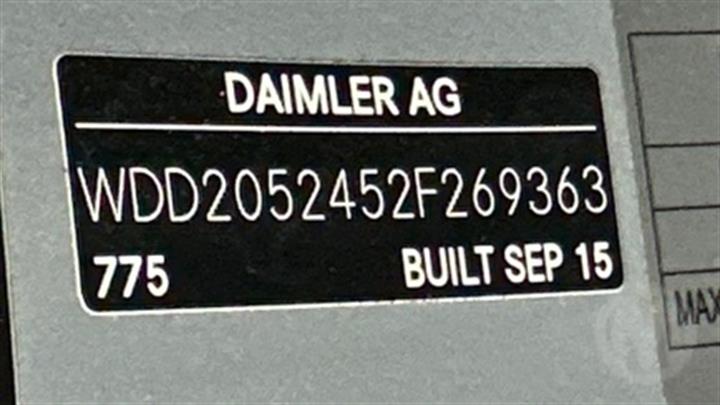 DAIMLER AG
WDD2052452F269363
775 BUILT SEP 15
MAX